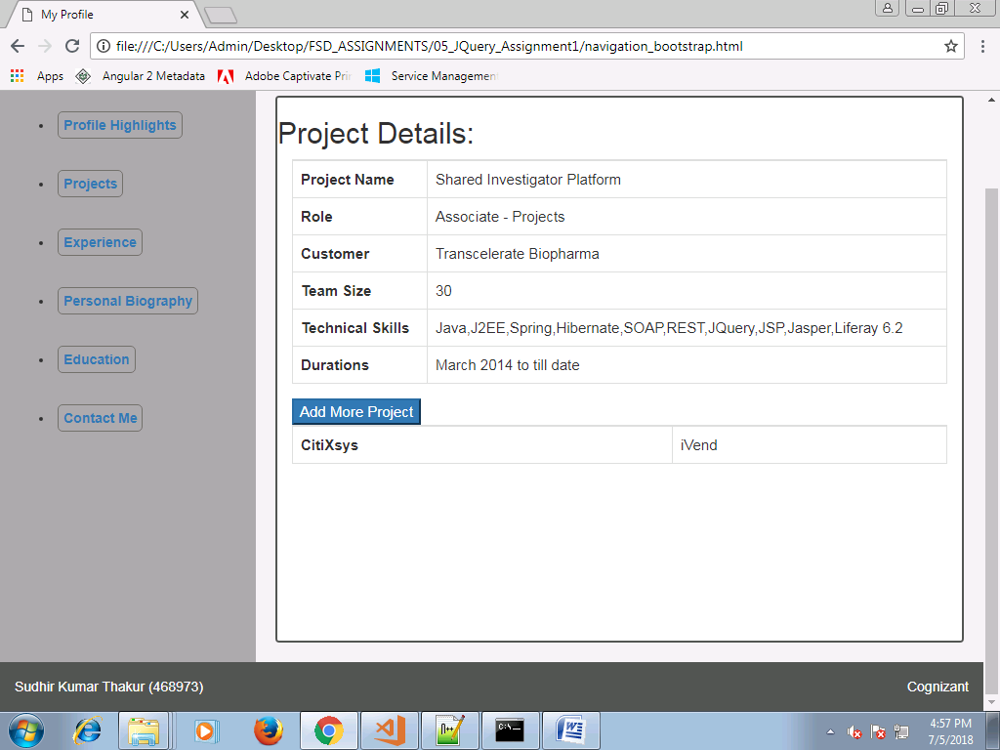 My Profile
file:///C:/Users/Admin/Desktop/FSD_ASSIGNMENTS/05_JQuery_Assignment1/navigation_bootstrap.html
Apps Angular 2 Metadata Adobe Captivate Pri Service Managemen
Profile Highlights
Projects
Experience
Personal Biography
Education
Contact Me
Project Details:
Project Name Shared Investigator Platform
Role Associate - Projects
Customer Transcelerate Biopharma
Team Size 30
Technical Skills Java,J2EE,Spring,Hibernate,SOAP,REST,JQuery,JSP,Jasper,Liferay 6.2
Durations March 2014 to till date
Add More Project
CitiXsys iVend
Sudhir Kumar Thakur (468973) Cognizant
4:57 PM
7/5/2018